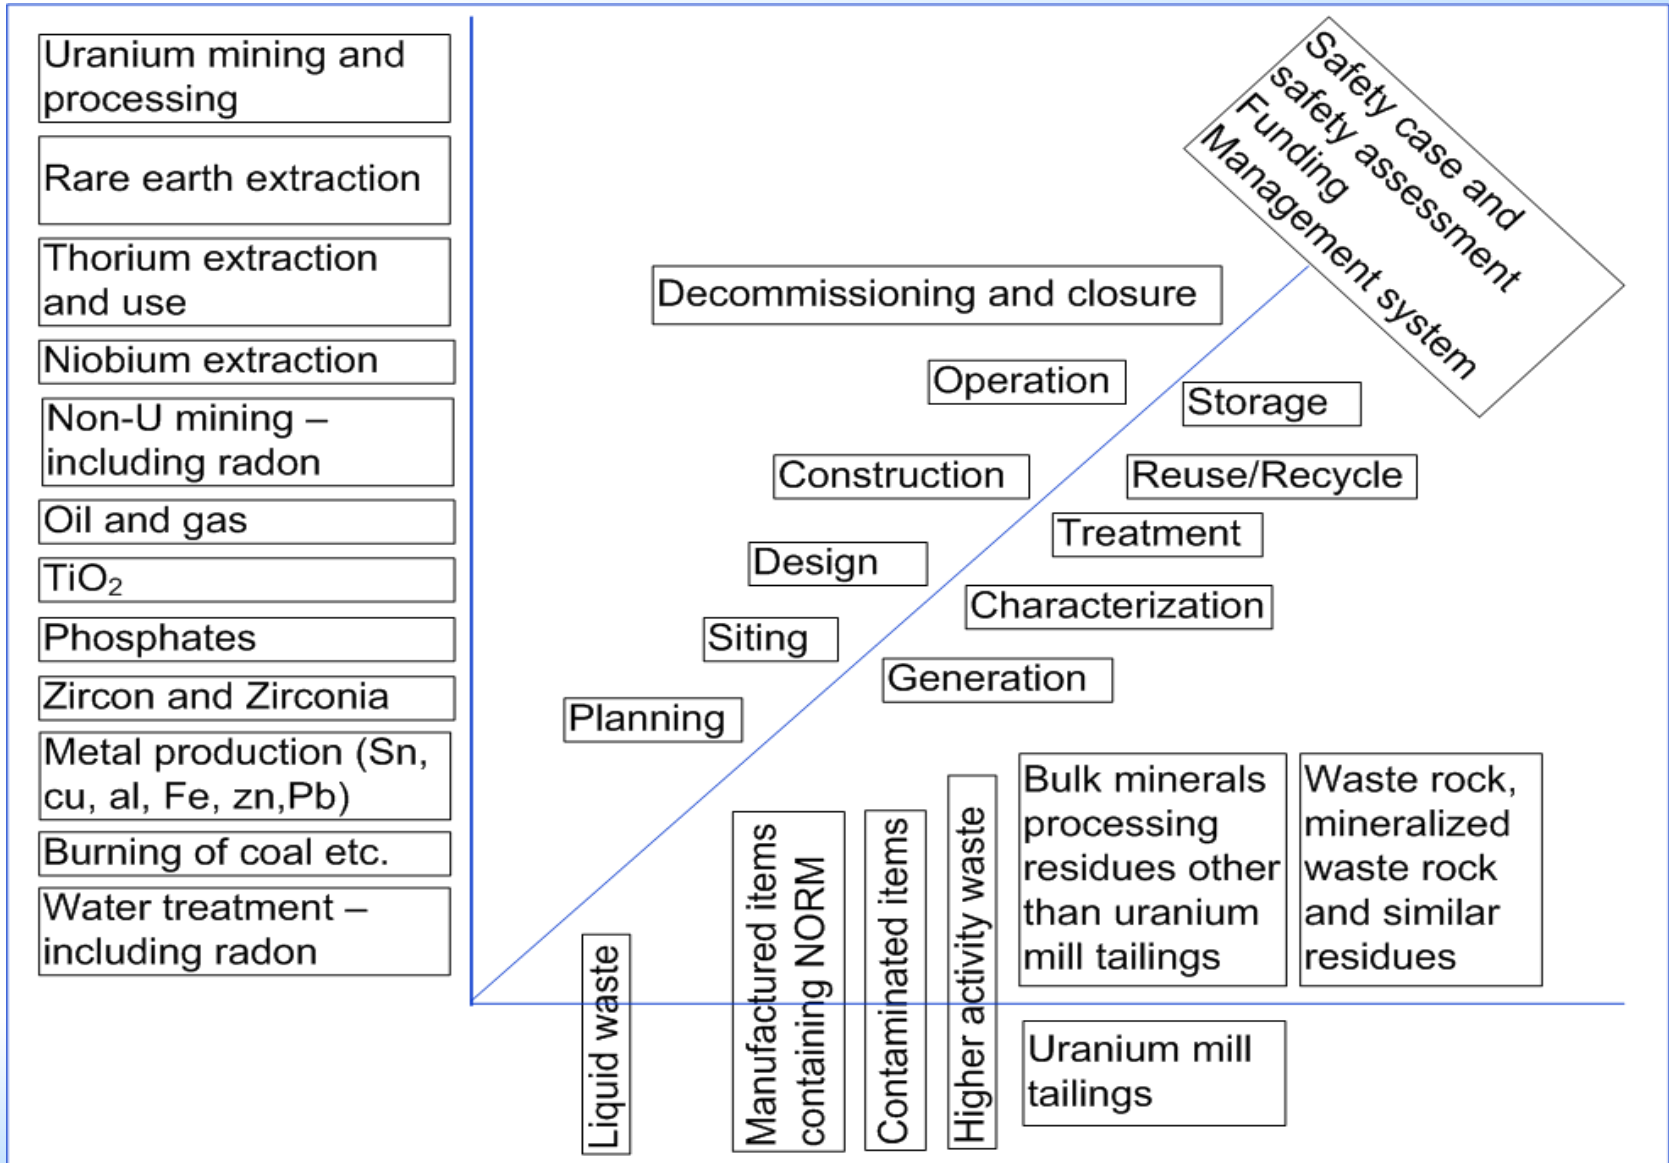 Uranium mining and
processing
Rare earth extraction
Thorium extraction
and use
Niobium extraction
Non-U mining –
including radon
Oil and gas
TiO₂
Phosphates
Zircon and Zirconia
Metal production (Sn,
cu, al, Fe, zn,Pb)
Burning of coal etc.
Water treatment –
including radon
Safety case and
safety assessment
Funding
Management system
Decommissioning and closure
Operation
Construction
Design
Siting
Planning
Storage
Reuse/Recycle
Treatment
Characterization
Generation
Liquid waste
Manufactured items
containing NORM
Contaminated items
Higher activity waste
Bulk minerals
processing
residues other
than uranium
mill tailings
Waste rock,
mineralized
waste rock
and similar
residues
Uranium mill
tailings